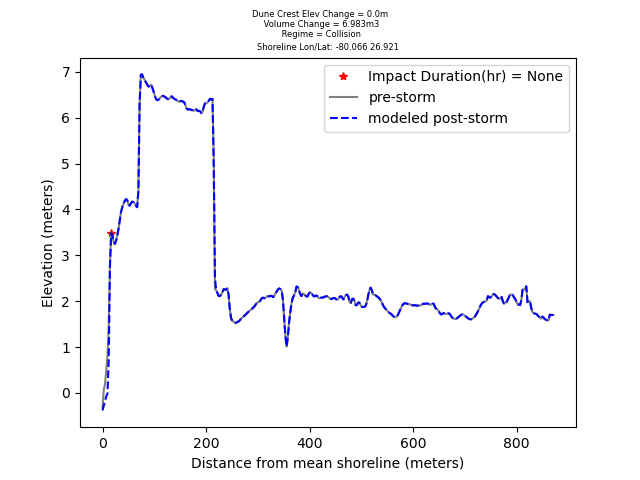 Dune Crest Elev Change = 0.0m
Volume Change = 6.983m3
Regime = Collision
Shoreline Lon/Lat: -80.066 26.921
Impact Duration(hr) = None
pre-storm
modeled post-storm
7
6
5
4
3
2
1
0
Elevation (meters)
0 200 400 600 800
Distance from mean shoreline (meters)